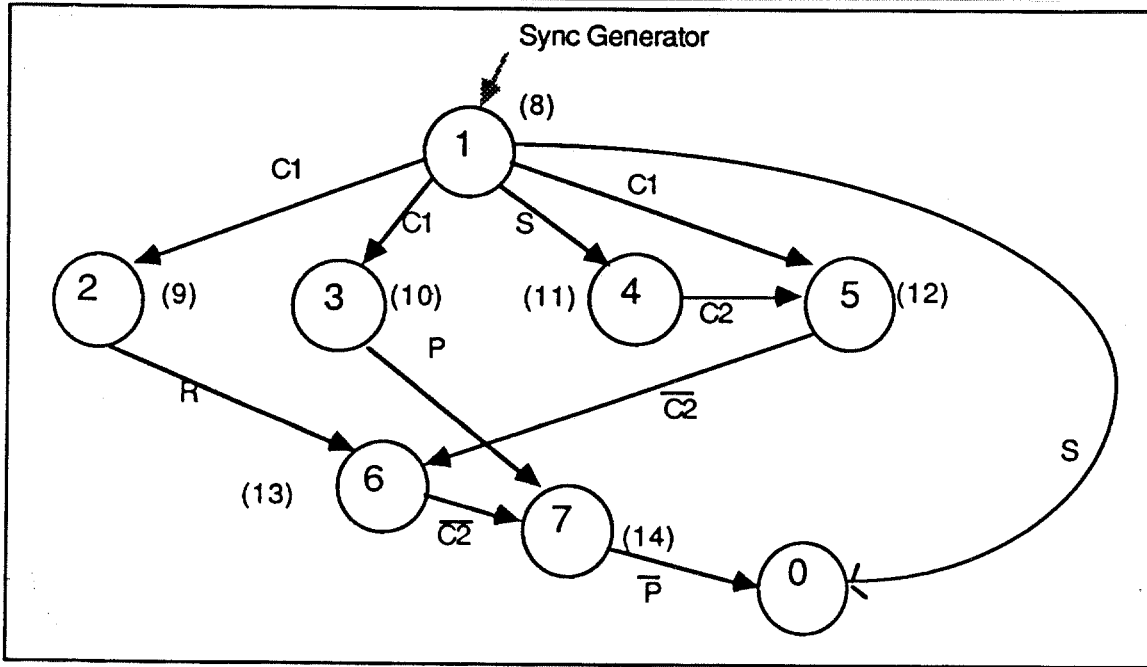 Sync Generator
(8)
1
C1
C1
S
C1
2
(9)
3
(10)
(11)
4
C2
5
(12)
P
R
C̅2̅
S
6
(13)
C̅2̅
7
(14)
P̅
0